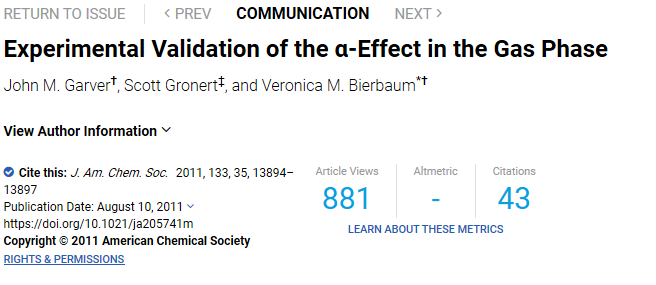 RETURN TO ISSUE < PREV COMMUNICATION NEXT >
Experimental Validation of the α-Effect in the Gas Phase
John M. Garver†, Scott Gronert‡, and Veronica M. Bierbaum*†
View Author Information
Cite this: J. Am. Chem. Soc. 2011, 133, 35, 13894–
13897
Publication Date: August 10, 2011
https://doi.org/10.1021/ja205741m
Copyright © 2011 American Chemical Society
RIGHTS & PERMISSIONS
Article Views Altmetric Citations
881 - 43
LEARN ABOUT THESE METRICS